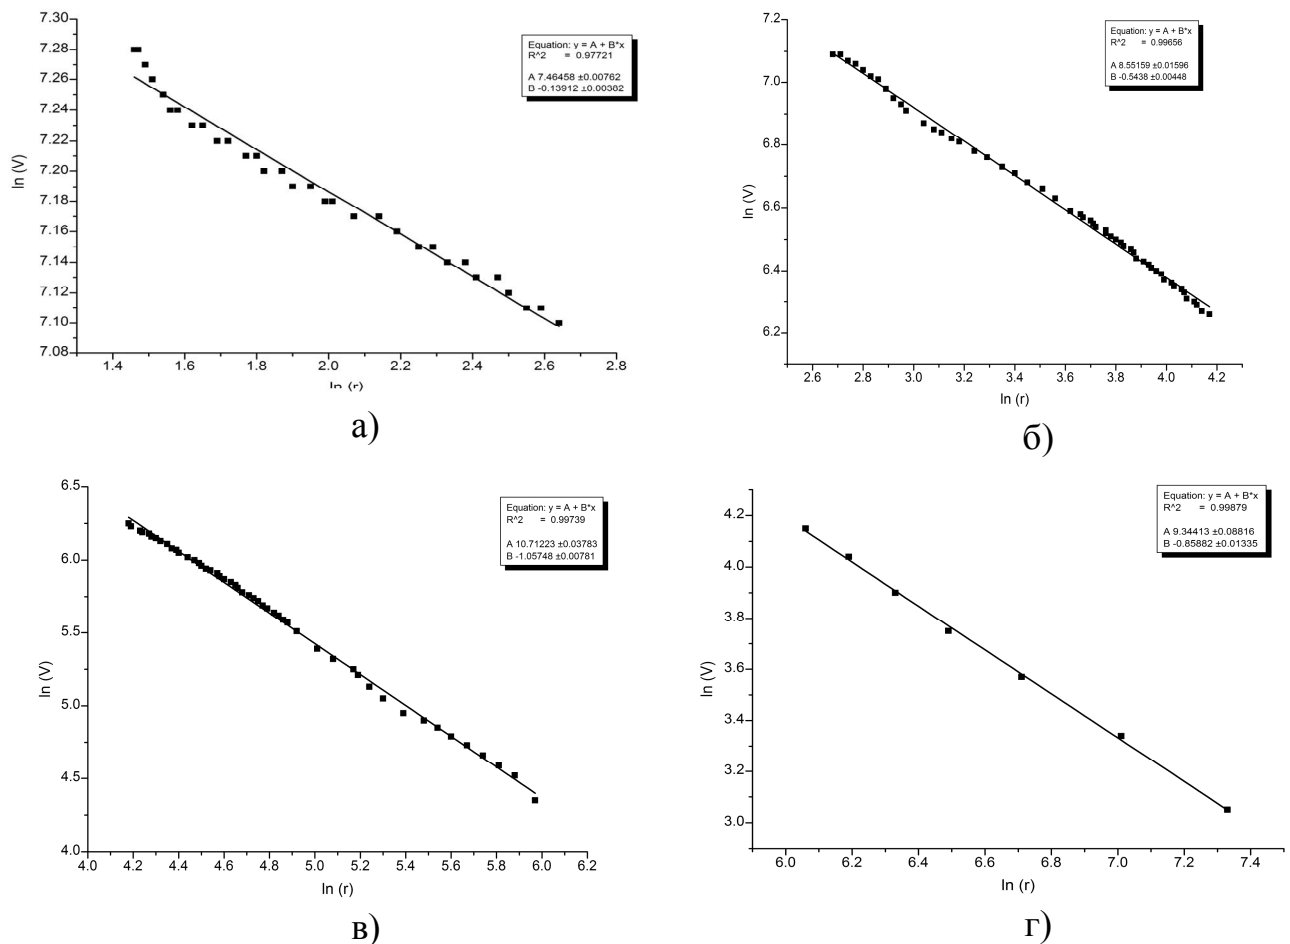 7.30
7.28
7.26
7.24
7.22
7.20
7.18
7.16
7.14
7.12
7.10
7.08
ln (V)
Equation: y = A + B*x
R^2 = 0.97721
A 7.46458 ±0.00762
B -0.13912 ±0.00382
1.4 1.6 1.8 2.0 2.2 2.4 2.6 2.8
ln (r)
а)
7.2
7.0
6.8
6.6
6.4
6.2
ln (V)
Equation: y = A + B*x
R^2 = 0.99656
A 8.55159 ±0.01596
B -0.5438 ±0.00448
2.6 2.8 3.0 3.2 3.4 3.6 3.8 4.0 4.2
ln (r)
б)
6.5
6.0
5.5
5.0
4.5
4.0
ln (V)
Equation: y = A + B*x
R^2 = 0.99739
A 10.71223 ±0.03783
B -1.05748 ±0.00781
4.0 4.2 4.4 4.6 4.8 5.0 5.2 5.4 5.6 5.8 6.0 6.2
ln (r)
в)
4.2
4.0
3.8
3.6
3.4
3.2
3.0
ln (V)
Equation: y = A + B*x
R^2 = 0.99879
A 9.34413 ±0.08816
B -0.85882 ±0.01335
6.0 6.2 6.4 6.6 6.8 7.0 7.2 7.4
ln (r)
г)